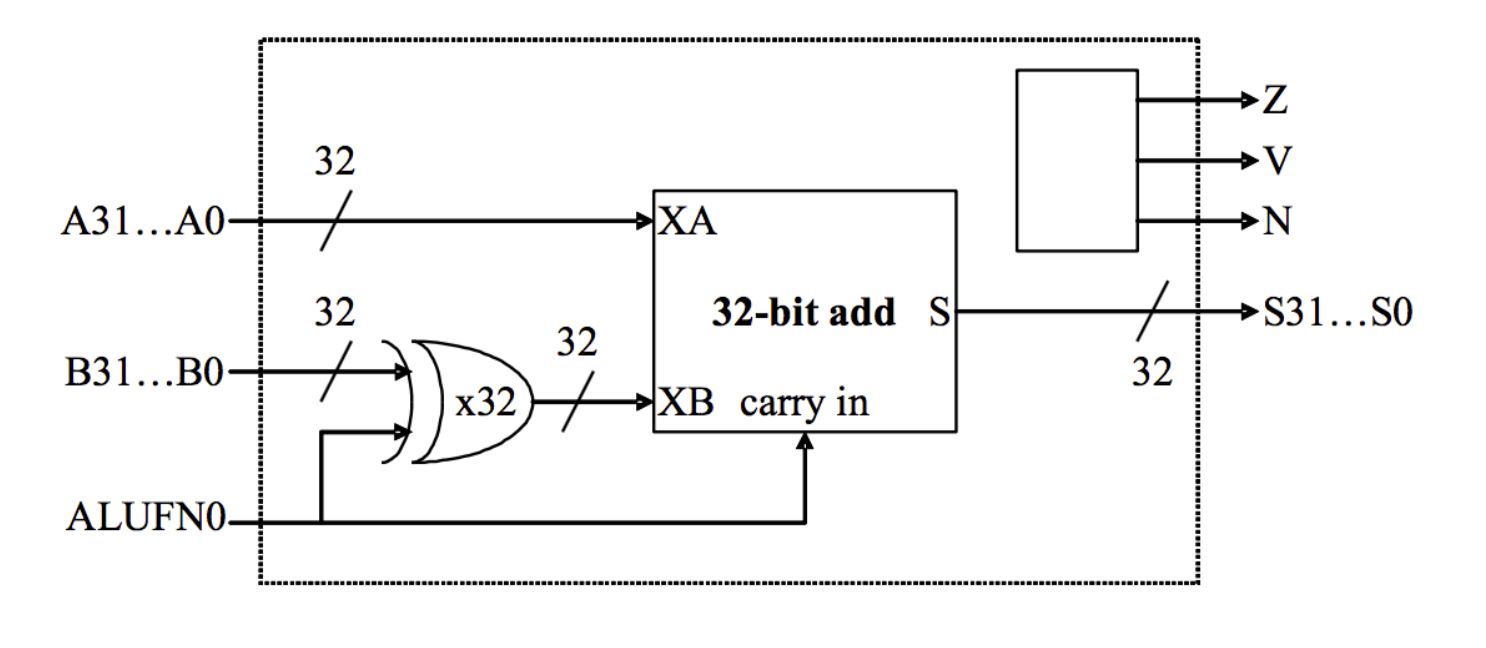 Z
32
V
A31...A0
XA
N
32
32-bit add
S
S31...S0
32
B31...B0
x32
XB
carry in
32
ALUFN0